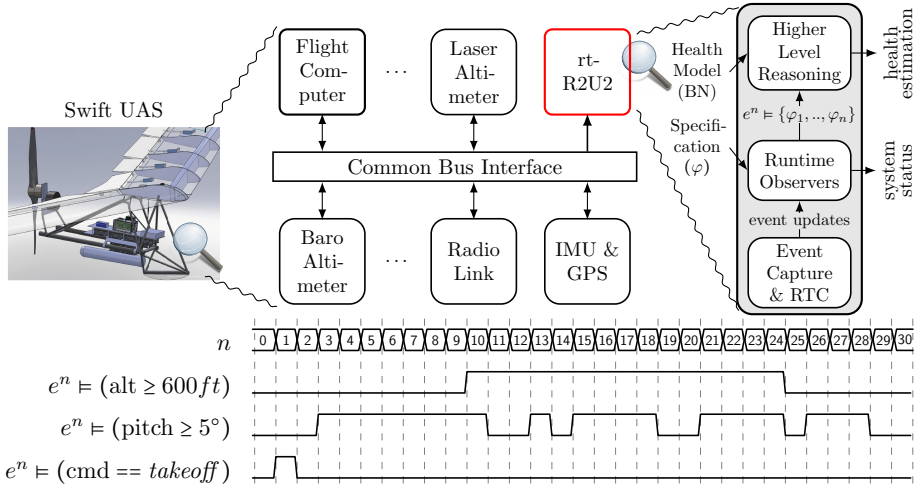 Swift UAS
Flight
Com-
puter
...
Laser
Alti-
meter
rt-
R2U2
Common Bus Interface
Baro
Alti-
meter
...
Radio
Link
IMU &
GPS
Health
Model
(BN)
Specifi-
cation
(φ)
Higher
Level
Reasoning
eⁿ ⊨ {φ₁, .., φₙ}
Runtime
Observers
event updates
Event
Capture
& RTC
health
estimation
system
status
n 0 1 2 3 4 5 6 7 8 9 10 11 12 13 14 15 16 17 18 19 20 21 22 23 24 25 26 27 28 29 30
eⁿ ⊨ (alt ≥ 600ft)
eⁿ ⊨ (pitch ≥ 5°)
eⁿ ⊨ (cmd == takeoff)